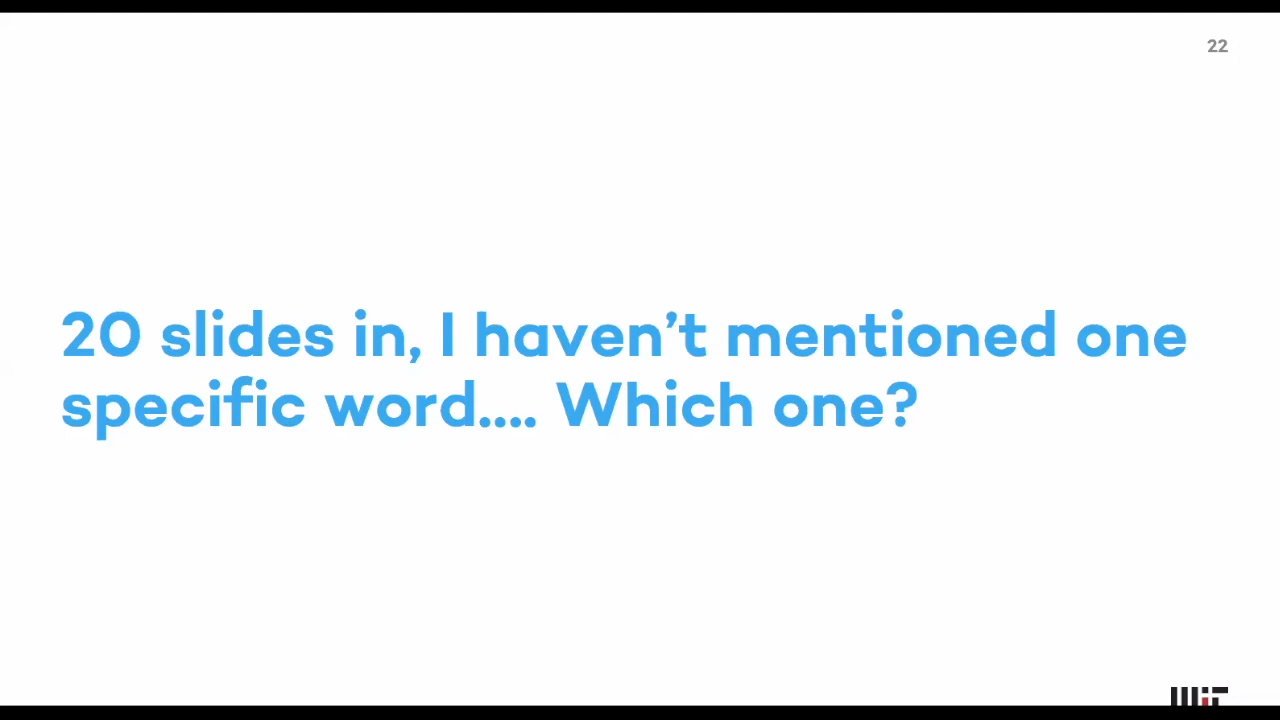 22
20 slides in, I haven’t mentioned one
specific word.... Which one?